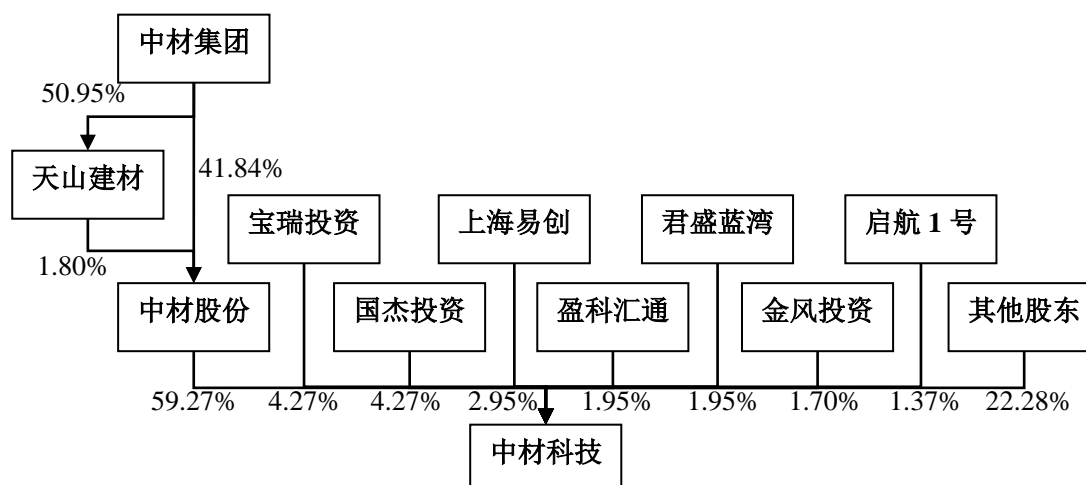 中材集团
50.95%
天山建材
41.84%
宝瑞投资
上海易创
君盛蓝湾
启航 1 号
1.80%
中材股份
国杰投资
盈科汇通
金风投资
其他股东
59.27%
4.27%
4.27%
2.95%
1.95%
1.95%
1.70%
1.37%
22.28%
中材科技